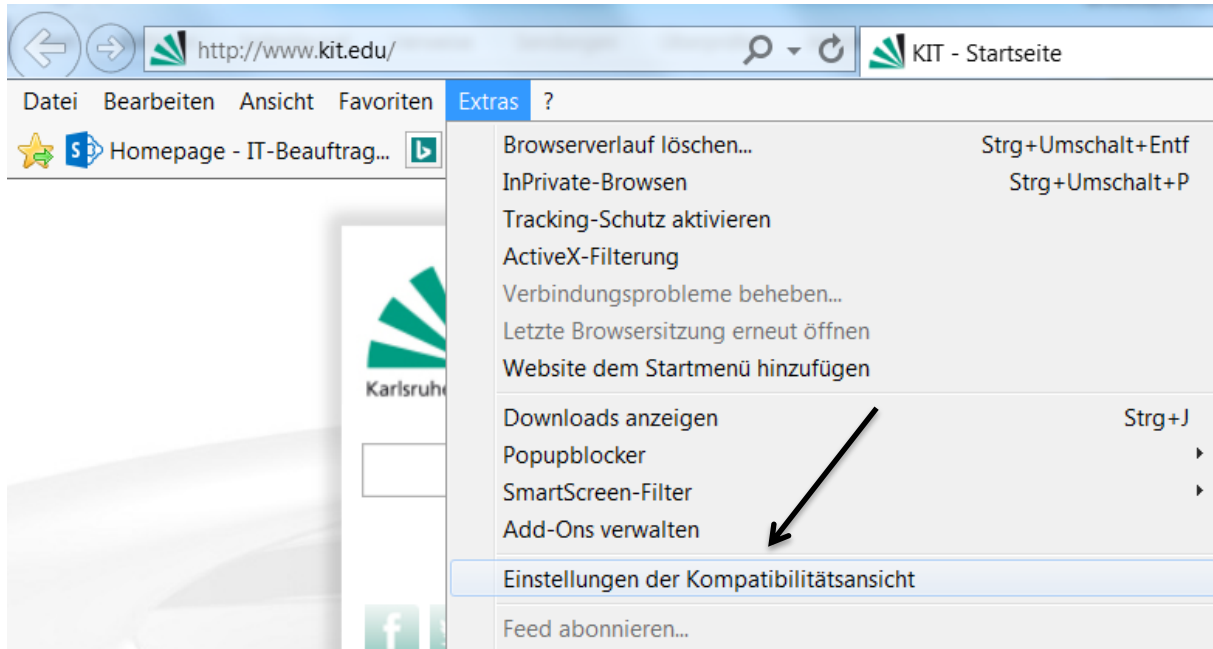 http://www.kit.edu/
KIT - Startseite
Datei Bearbeiten Ansicht Favoriten Extras ?
Homepage - IT-Beauftrag...
Browserverlauf löschen... Strg+Umschalt+Entf
InPrivate-Browsen Strg+Umschalt+P
Tracking-Schutz aktivieren
ActiveX-Filterung
Verbindungsprobleme beheben...
Letzte Browsersitzung erneut öffnen
Website dem Startmenü hinzufügen
Karlsruhe
Downloads anzeigen Strg+J
Popupblocker
SmartScreen-Filter
Add-Ons verwalten
Einstellungen der Kompatibilitätsansicht
Feed abonnieren...